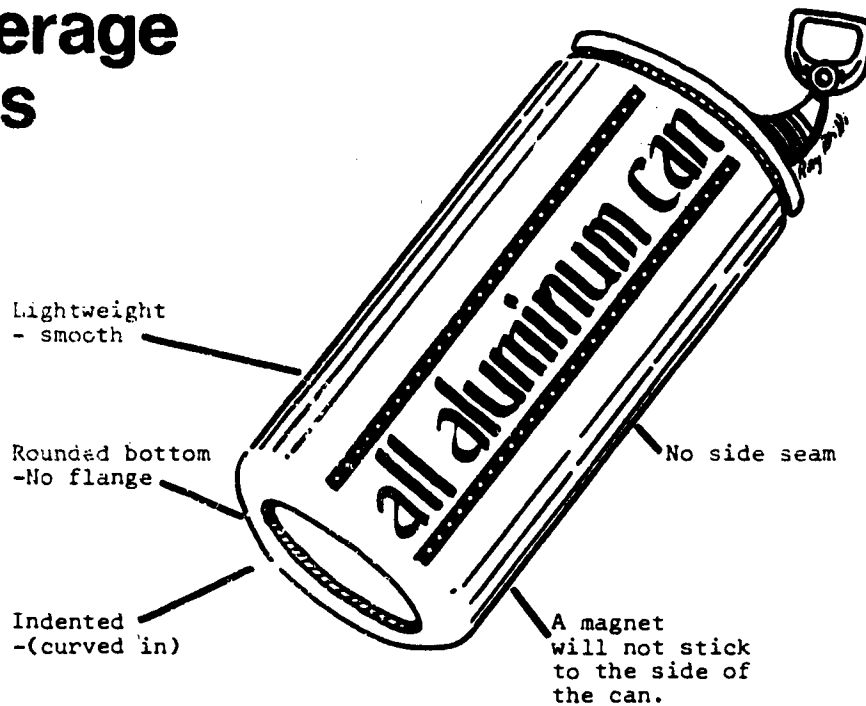 erage
s
all aluminum can
Lightweight
- smooth
Rounded bottom
-No flange
Indented
-(curved in)
No side seam
A magnet
will not stick
to the side of
the can.